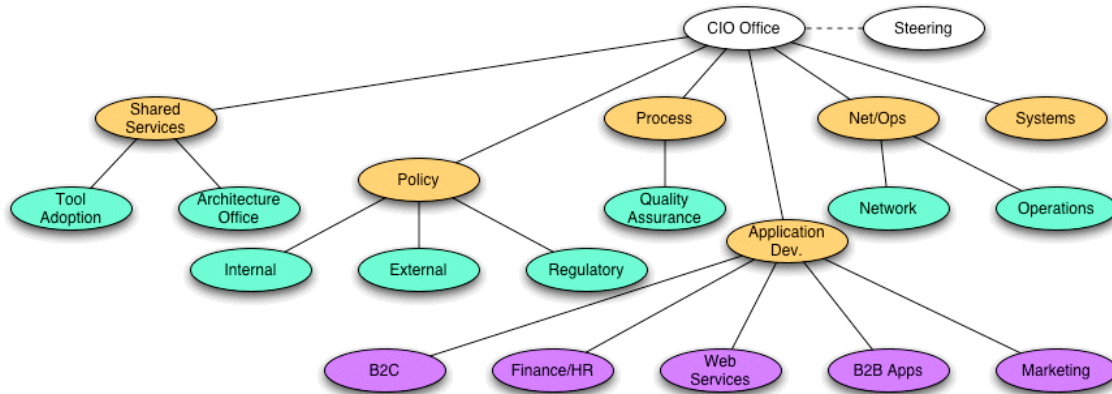 CIO Office
Steering
Shared
Services
Process
Net/Ops
Systems
Tool
Adoption
Architecture
Office
Policy
Quality
Assurance
Network
Operations
Application
Dev.
Internal
External
Regulatory
B2C
Finance/HR
Web
Services
B2B Apps
Marketing